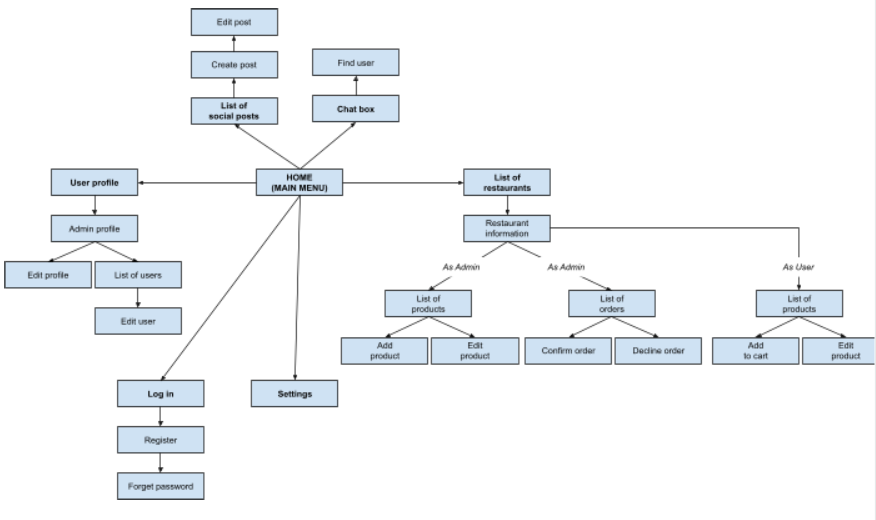 Edit post
Create post
Find user
List of
social posts
Chat box
User profile
HOME
(MAIN MENU)
List of
restaurants
Admin profile
Restaurant
information
Edit profile
List of users
As Admin
As Admin
As User
Edit user
List of
products
List of
orders
List of
products
Add
product
Edit
product
Confirm order
Decline order
Add
to cart
Edit
product
Log in
Settings
Register
Forget password